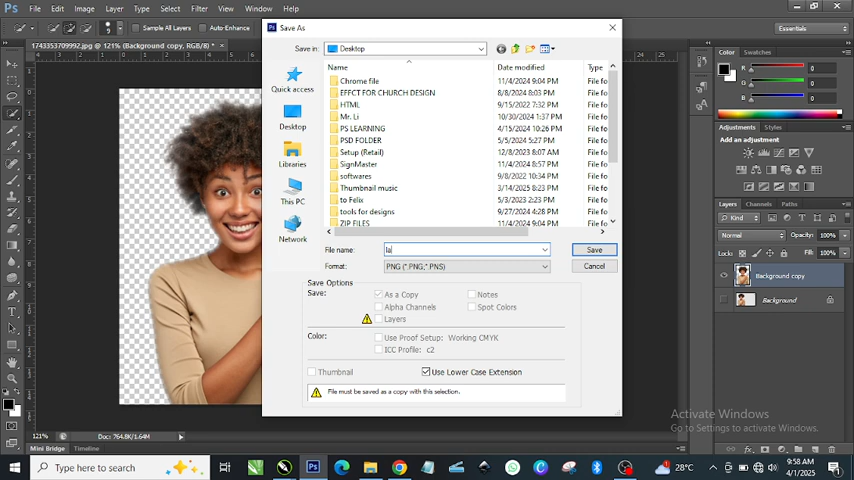 Ps File Edit Image Layer Type Select Filter View Window Help
9 Sample All Layers Auto Enhance Essentials
1743353709992.jpg @ 121% (Background copy, RGB/8) *
Save As
Save in: Desktop
Name Date modified Type
Chrome file 11/4/2024 9:04 PM File fo
EFFCT FOR CHURCH DESIGN 8/8/2024 8:03 PM File fo
HTML 9/15/2022 7:32 PM File fo
Mr. Li 10/30/2024 1:37 PM File fo
PS LEARNING 4/15/2024 10:26 PM File fo
PSD FOLDER 5/5/2024 5:27 PM File fo
Setup (Retail) 12/8/2023 8:07 AM File fo
SignMaster 11/4/2024 8:57 PM File fo
softwares 9/8/2022 10:34 PM File fo
Thumbnail music 3/14/2025 8:23 PM File fo
to Felix 5/3/2023 2:23 PM File fo
tools for designs 9/27/2024 4:28 PM File fo
ZIP FILES 11/4/2024 9:04 PM File fo
Quick access
Desktop
Libraries
This PC
Network
File name: la Save
Format: PNG (*.PNG;*.PNS) Cancel
Save Options
Save: As a Copy Notes
Alpha Channels Spot Colors
Layers
Color: Use Proof Setup: Working CMYK
ICC Profile: c2
Thumbnail Use Lower Case Extension
File must be saved as a copy with this selection.
Color Swatches
R 0
G 0
B 0
Adjustments Styles
Add an adjustment
Layers Channels Paths
Kind
Normal Opacity: 100%
Lock: Fill: 100%
Background copy
Background
Activate Windows
Go to Settings to activate Windows.
121% Doc: 764.8K/1.64M
Mini Bridge Timeline
Type here to search 28°C 9:58 AM
4/1/2025